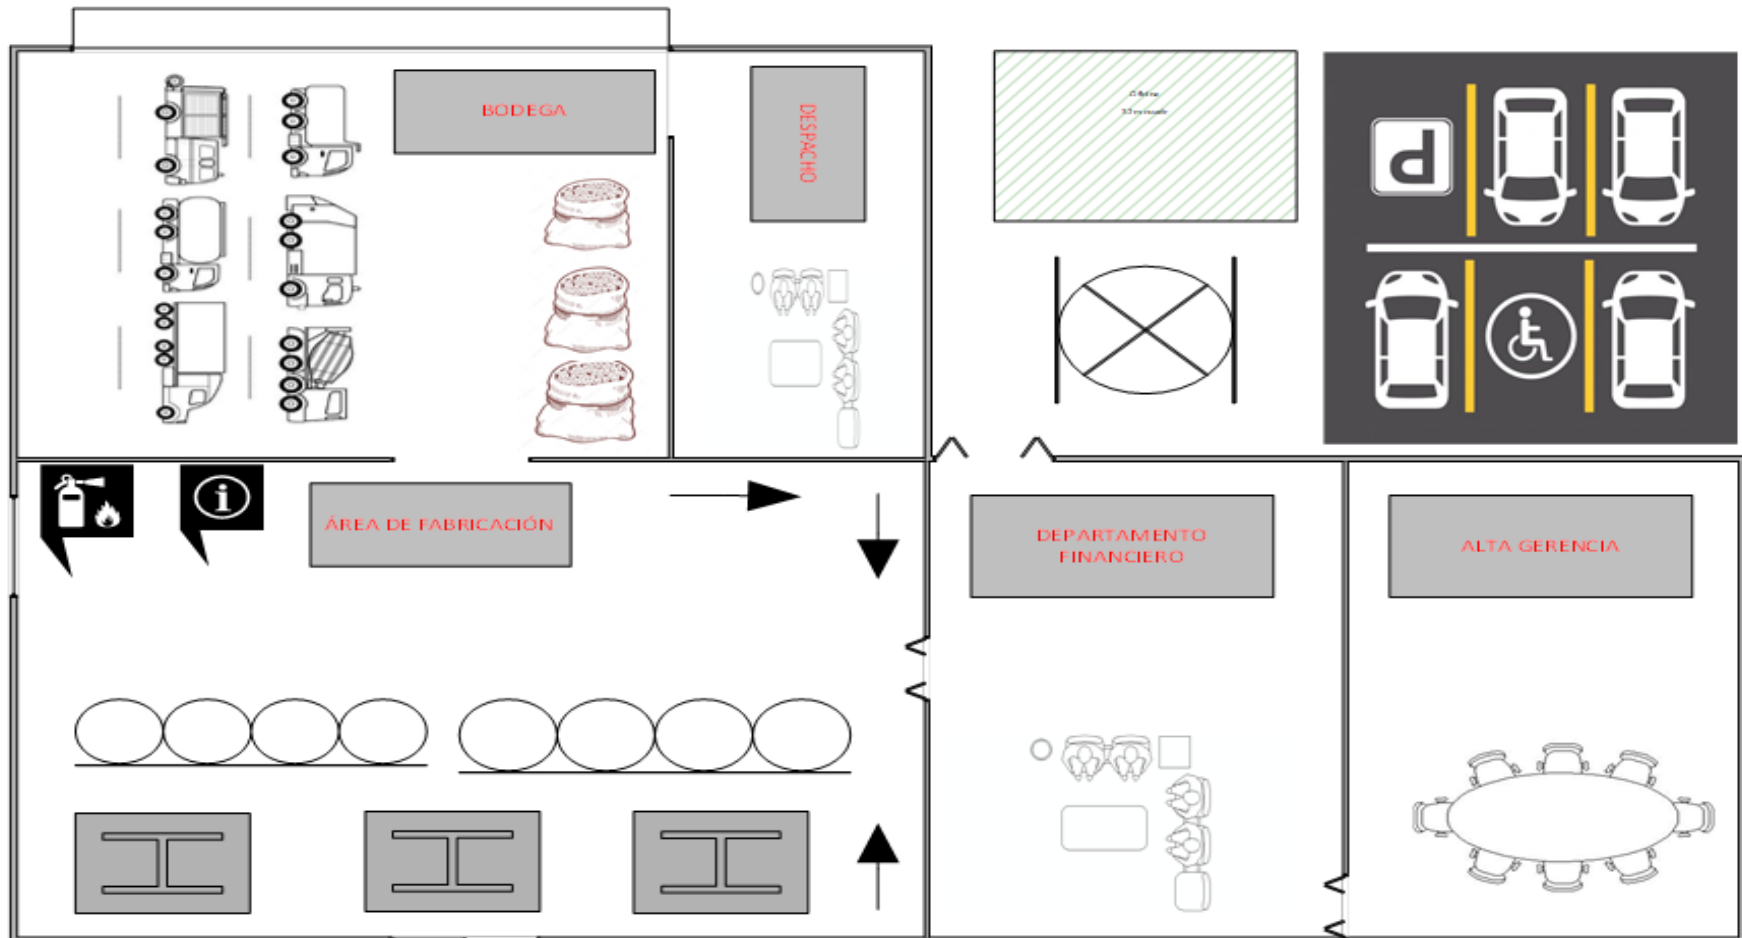 BODEGA
DESPACHO
P
ÁREA DE FABRICACIÓN
DEPARTAMENTO
FINANCIERO
ALTA GERENCIA